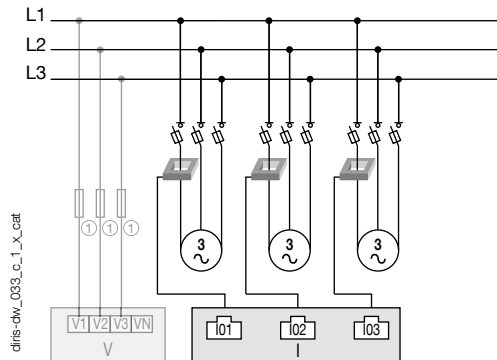 L1
L2
L3
① ① ①
3 3 3
V1 V2 V3 VN
I01 I02 I03
V I
diris-dw_033_c_1_x_cat